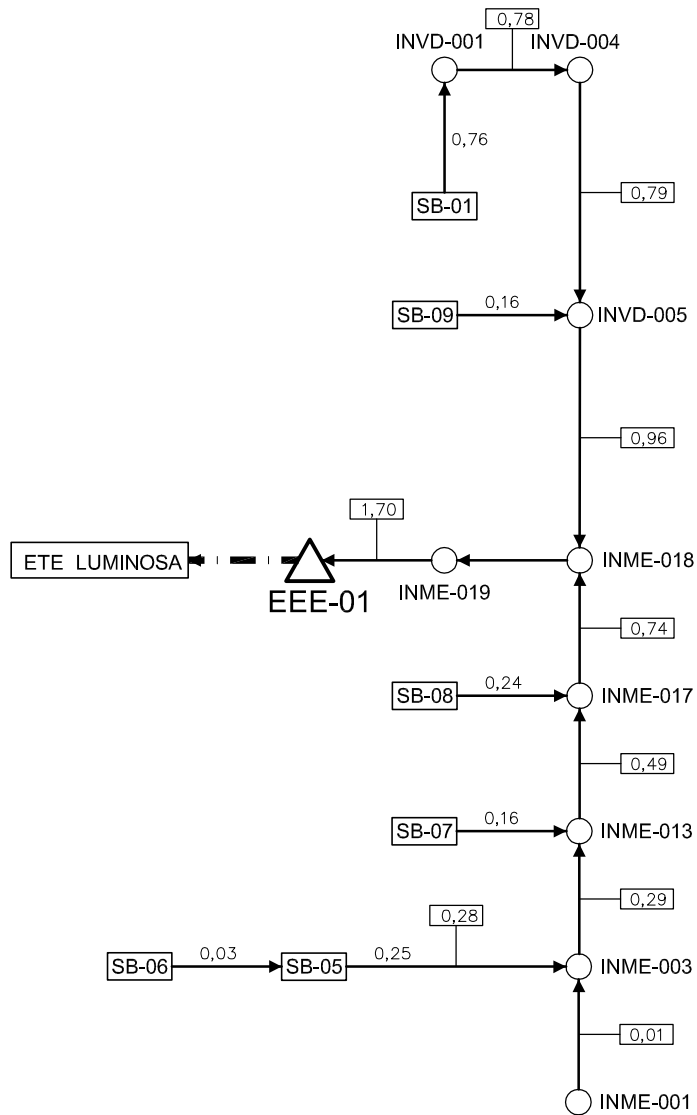 0,78
INVD-001
INVD-004
0,76
SB-01
0,79
0,16
SB-09
INVD-005
0,96
1,70
ETE LUMINOSA
INME-018
EEE-01
INME-019
0,74
0,24
SB-08
INME-017
0,49
0,16
SB-07
INME-013
0,28
0,29
0,03
0,25
SB-06
SB-05
INME-003
0,01
INME-001